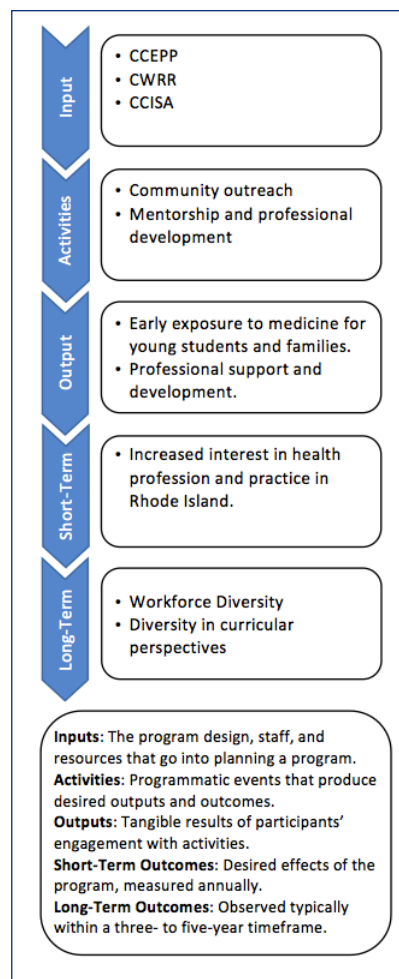 Input
• CCEPP
• CWRR
• CCISA
Activities
• Community outreach
• Mentorship and professional
development
Output
• Early exposure to medicine for
young students and families.
• Professional support and
development.
Short-Term
• Increased interest in health
profession and practice in
Rhode Island.
Long-Term
• Workforce Diversity
• Diversity in curricular
perspectives
Inputs: The program design, staff, and
resources that go into planning a program.
Activities: Programmatic events that produce
desired outputs and outcomes.
Outputs: Tangible results of participants’
engagement with activities.
Short-Term Outcomes: Desired effects of the
program, measured annually.
Long-Term Outcomes: Observed typically
within a three- to five-year timeframe.